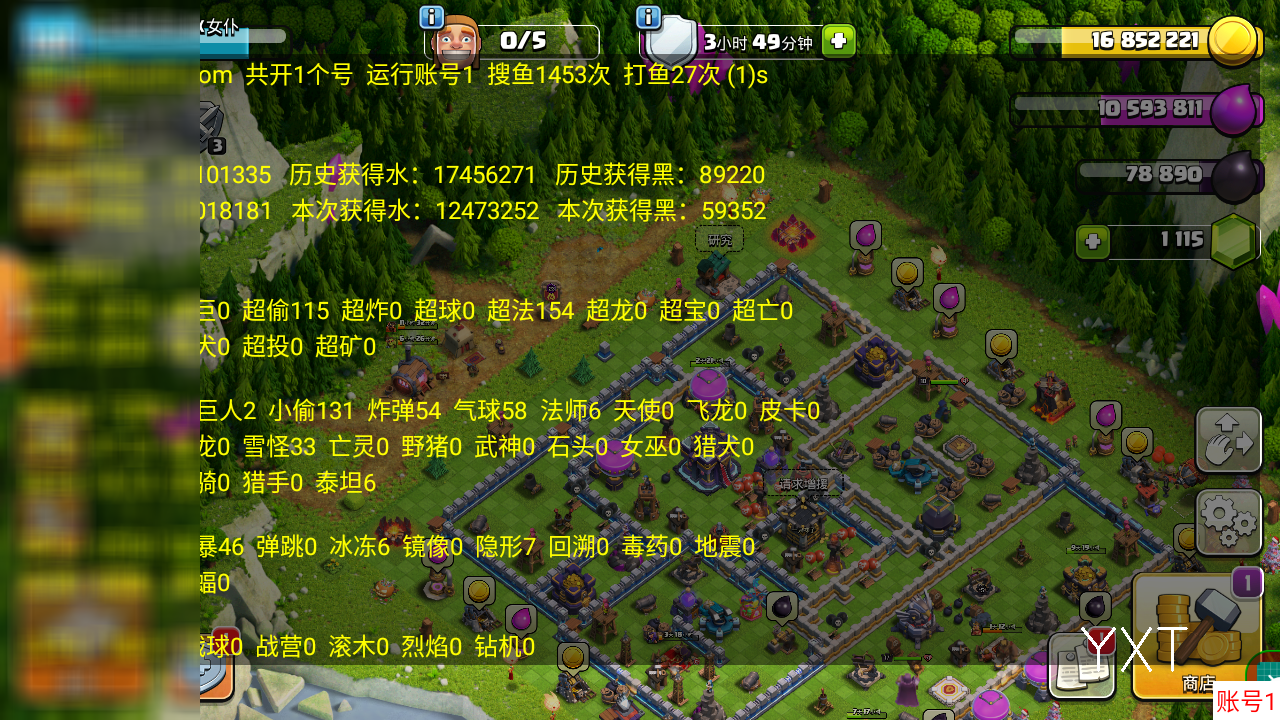 女仆
0/5
3小时 49分钟
16 852 221
om 共开1个号 运行账号1 搜鱼1453次 打鱼27次 (1)s
10 593 811
3
101335 历史获得水：17456271 历史获得黑：89220
78 890
018181 本次获得水：12473252 本次获得黑：59352
研究
1 115
巨0 超偷115 超炸0 超球0 超法154 超龙0 超宝0 超亡0
犬0 超投0 超矿0
巨人2 小偷131 炸弹54 气球58 法师6 天使0 飞龙0 皮卡0
龙0 雪怪33 亡灵0 野猪0 武神0 石头0 女巫0 猎犬0
骑0 猎手0 泰坦6
请求增援
暴46 弹跳0 冰冻6 镜像0 隐形7 回溯0 毒药0 地震0
蝠0
1
球0 战营0 滚木0 烈焰0 钻机0
YXT
商店
账号1